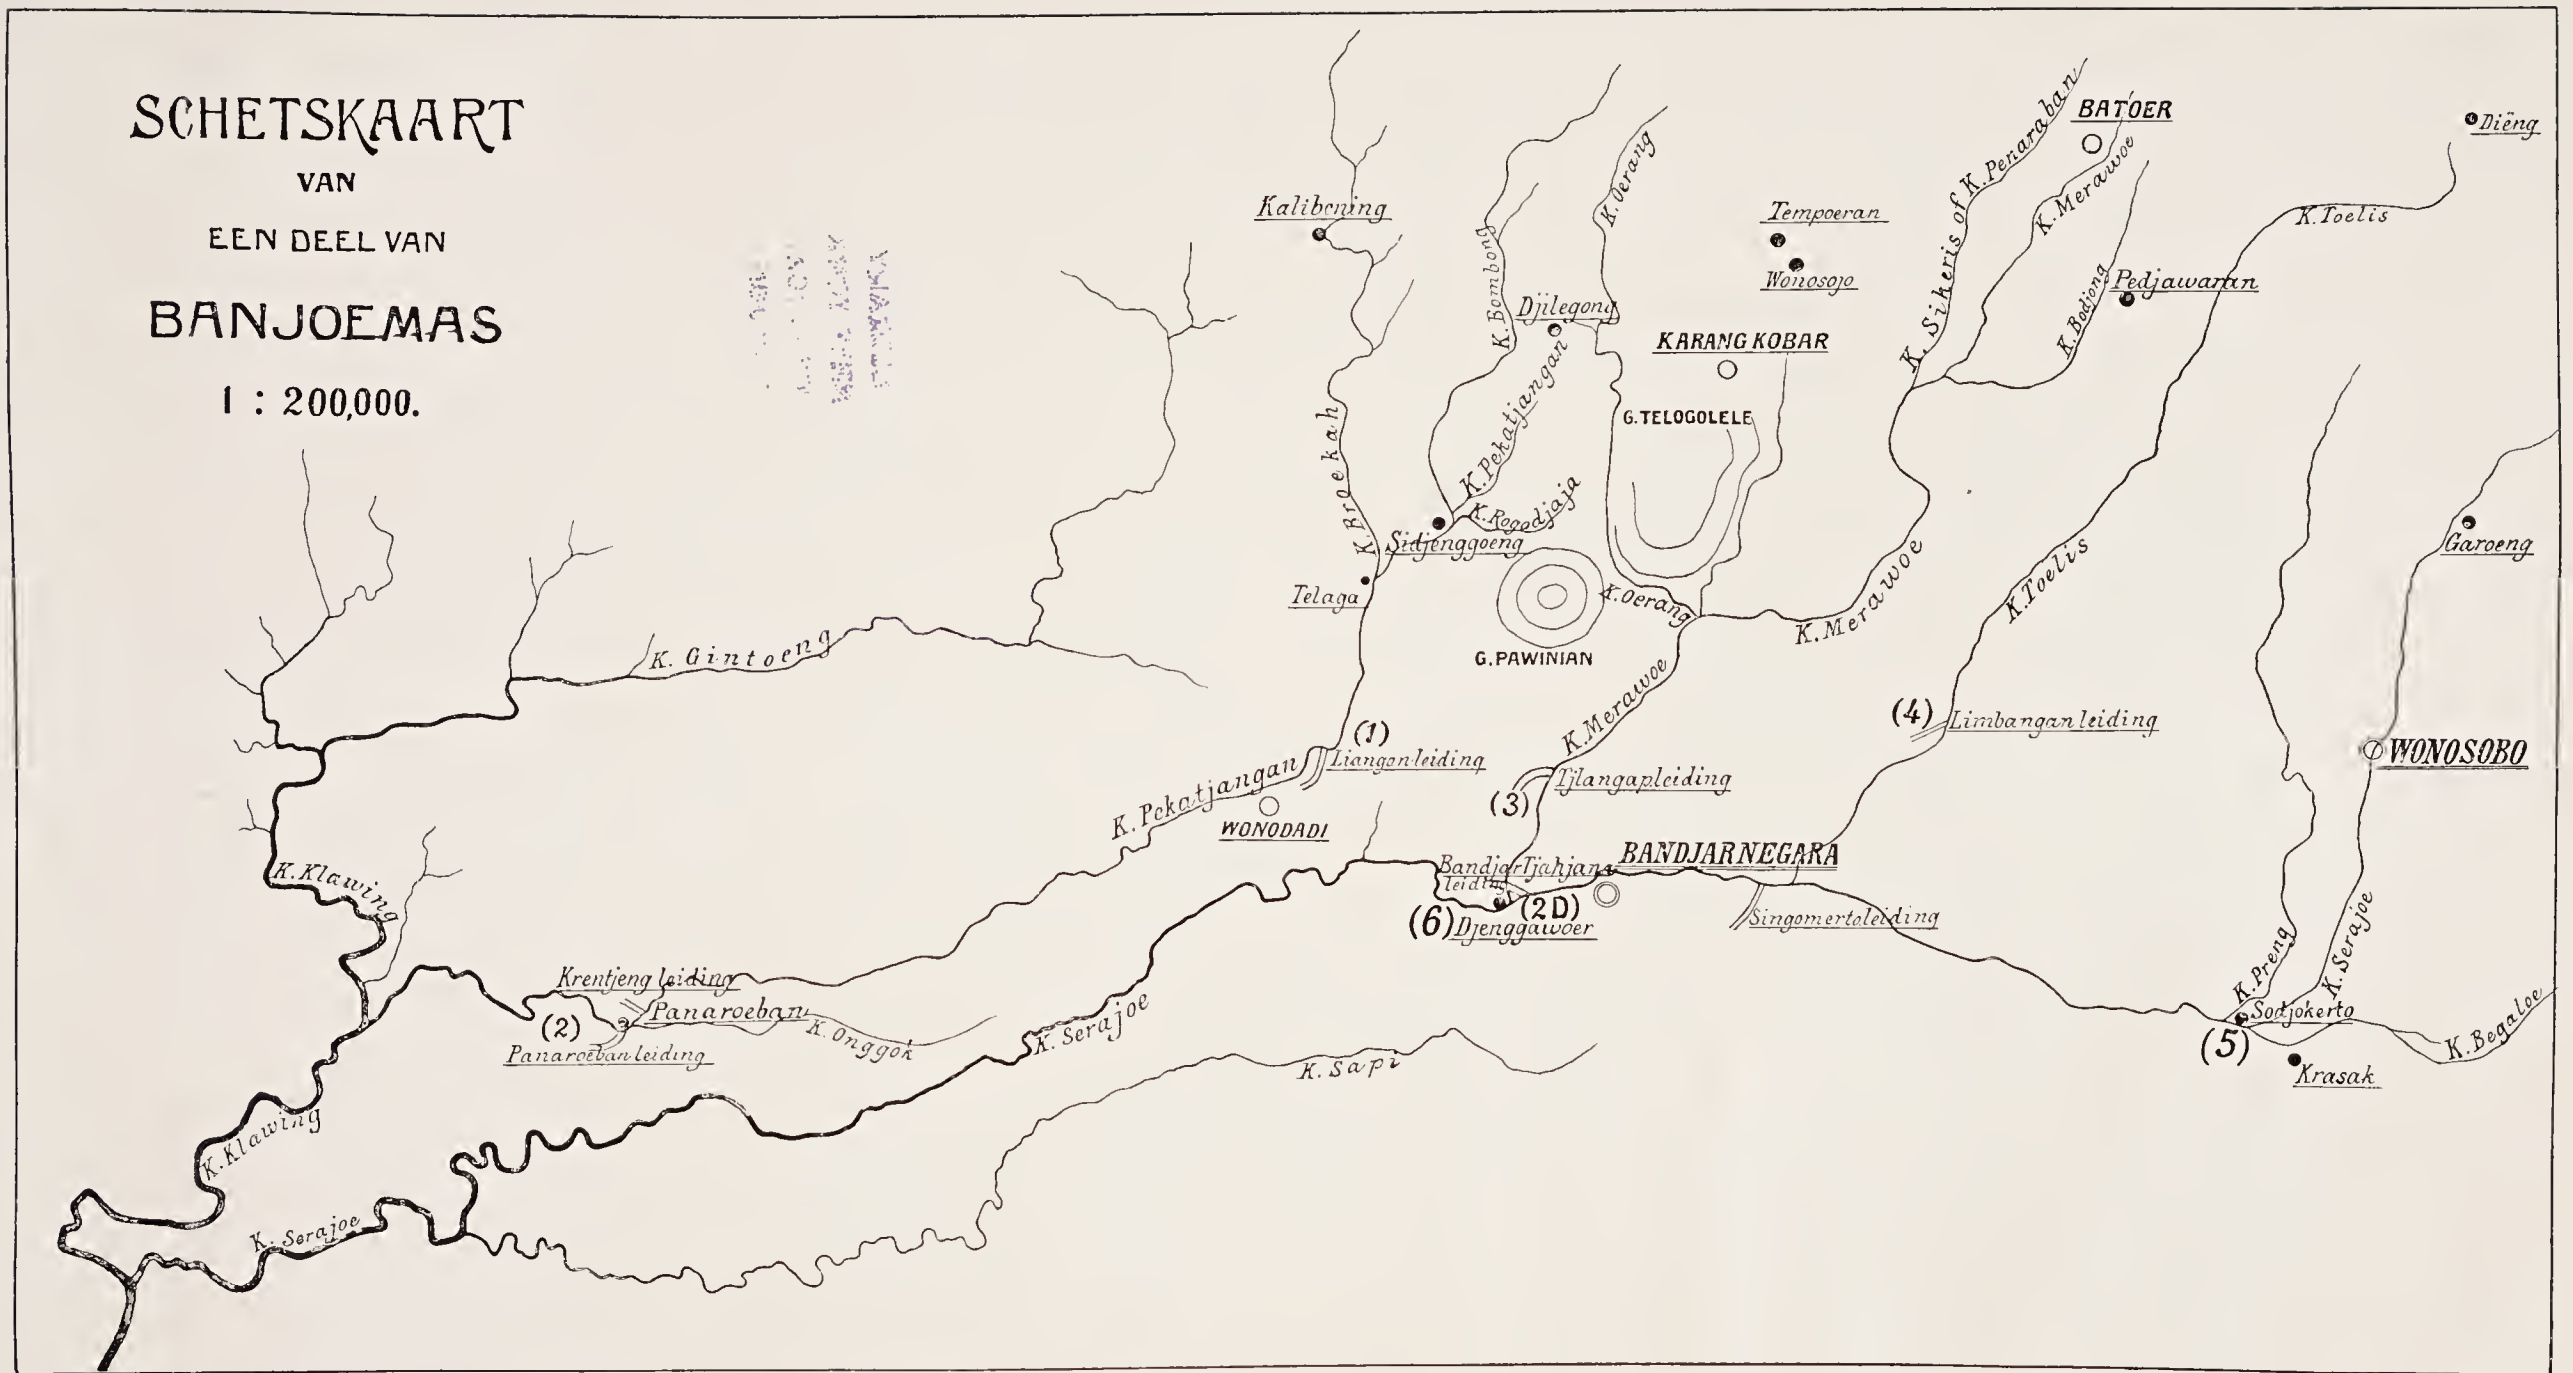 SCHETSKAART
VAN
EEN DEEL VAN
BANJOEMAS
1 : 200,000.
BATOER
Diëng
K. Sikeris of K. Penaraban
K. Merawoe
K. Oerang
Kalibening
Tempoeran
K. Toelis
K. Bombong
Wonosojo
K. Bodjong
Pedjawaran
Djilegong
KARANG KOBAR
K. Pekatjangan
G. TELOGOLELE
K. Broekah
K. Rogodjaja
Sidjenggoeng
Garoeng
Telaga
K. Oerang
K. Merawoe
K. Toelis
K. Gintoeng
G. PAWINIAN
K. Merawoe
(4) Limbangan leiding
(1)
Liangan leiding
WONOSOBO
K. Pekatjangan
Tjlangapleiding
(3)
WONODADI
Bandjar Tjahjana
leiding
BANDJARNEGARA
K. Klawing
(6) Djenggawoer
(2D)
Singomertoleiding
K. Serajoe
K. Preng
Krentjeng leiding
Panaroeban
(2)
K. Onggok
Panaroebanleiding
K. Serajoe
Sodjokerto
(5)
K. Begaloe
K. Sapi
Krasak
K. Klawing
K. Serajoe